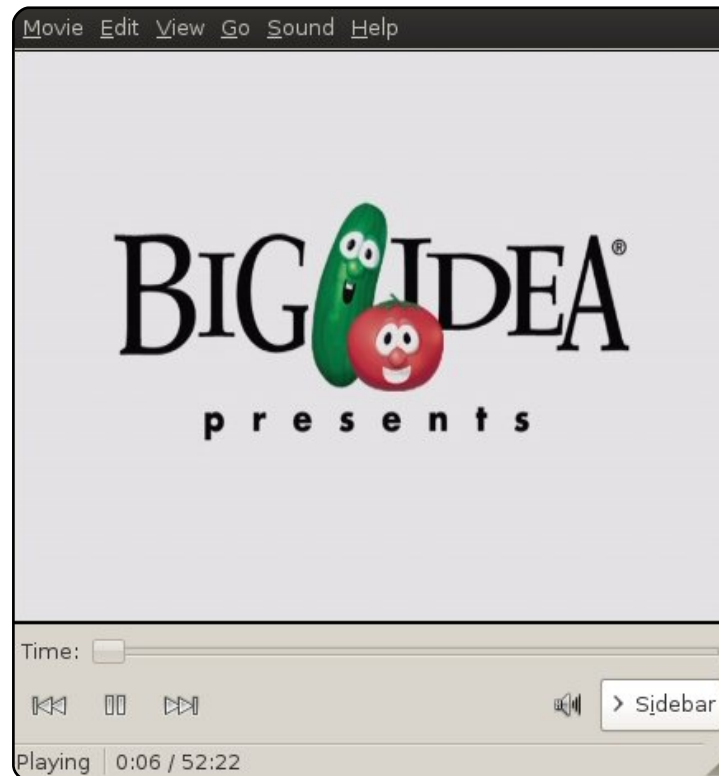 Movie Edit View Go Sound Help
BIG IDEA®
presents
Time:
> Sidebar
Playing 0:06 / 52:22